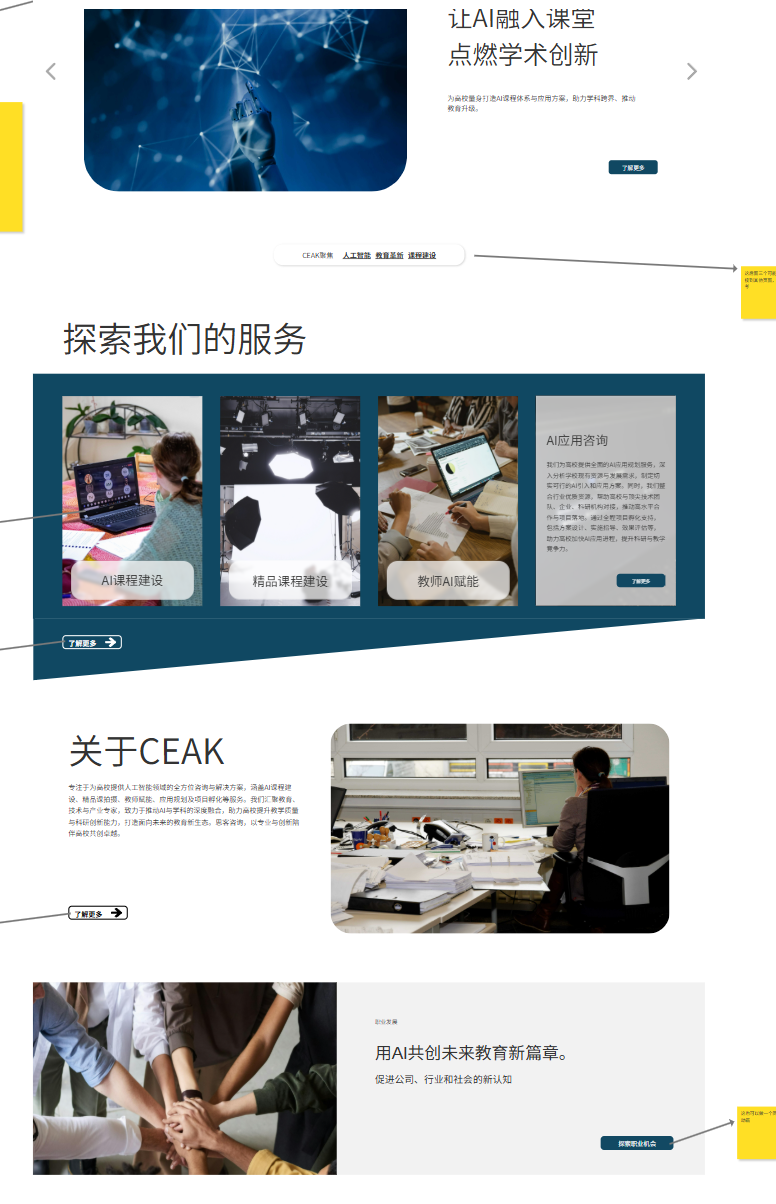 让AI融入课堂
点燃学术创新
为高校量身打造AI课程体系与应用方案，助力学科跨界、推动
教育升级。
了解更多
CEAK聚焦 人工智能 教育革新 课程建设
探索我们的服务
AI课程建设
精品课程建设
教师AI赋能
AI应用咨询
我们为高校提供全面的AI应用规划服务，深
入分析学校现有资源与发展需求，制定切
实可行的AI引入和应用方案。同时，我们整
合行业优质资源，帮助高校与顶尖技术团
队、企业、科研机构对接，推动高水平合
作与项目落地。通过全程项目孵化支持，
包括方案设计、实施指导、效果评估等，
助力高校加快AI应用进程，提升科研与教学
竞争力。
了解更多
了解更多
关于CEAK
专注于为高校提供人工智能领域的全方位咨询与解决方案，涵盖AI课程建
设、精品课拍摄、教师赋能、应用规划及项目孵化等服务。我们汇聚教育、
技术与产业专家，致力于推动AI与学科的深度融合，助力高校提升教学质量
与科研创新能力，打造面向未来的教育新生态。思客咨询，以专业与创新陪
伴高校共创卓越。
了解更多
职业发展
用AI共创未来教育新篇章。
促进公司、行业和社会的新认知
探索职业机会